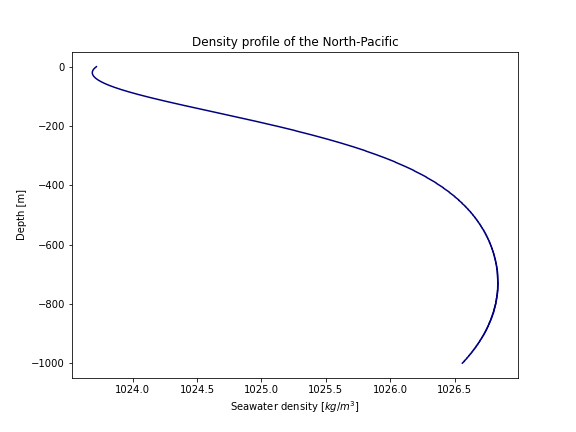 Density profile of the North-Pacific
0
−200
−400
−600
−800
−1000
Depth [m]
1024.0 1024.5 1025.0 1025.5 1026.0 1026.5
Seawater density [kg/m³]